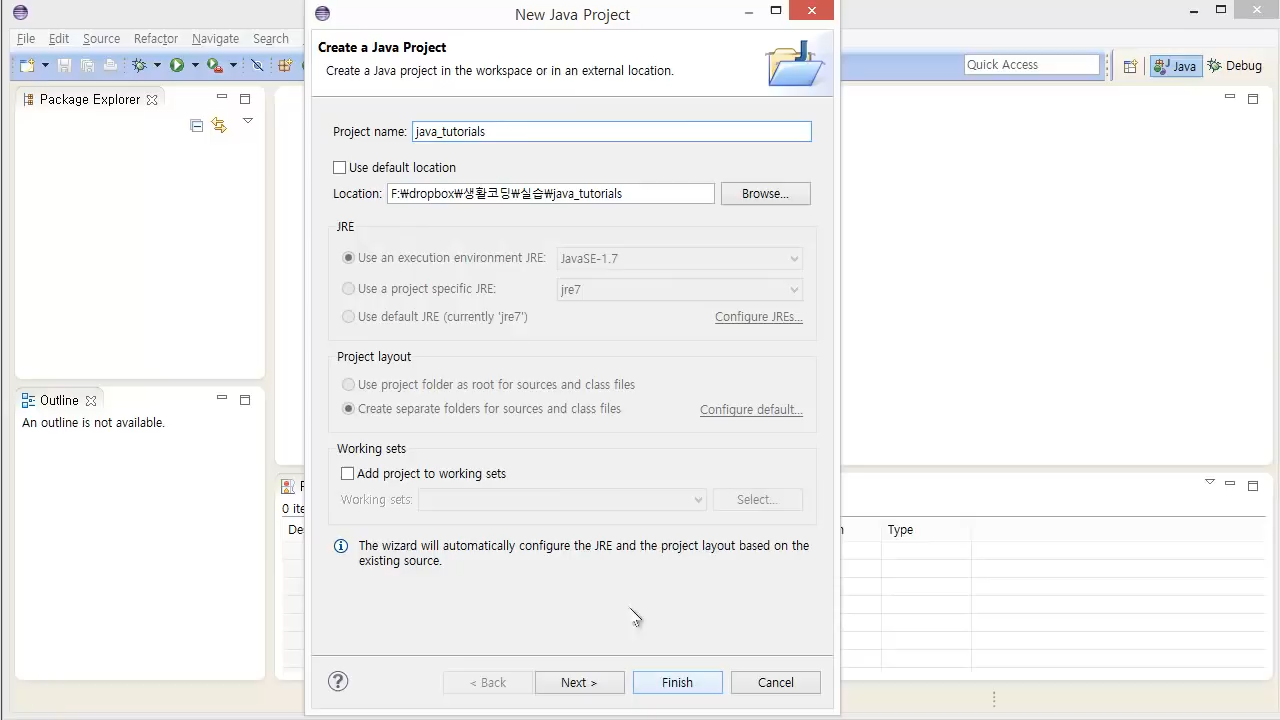 New Java Project
File Edit Source Refactor Navigate Search
Create a Java Project
Create a Java project in the workspace or in an external location.
Quick Access
Java
Debug
Package Explorer
Project name: java_tutorials
Use default location
Location: F:₩dropbox₩생활코딩₩실습₩java_tutorials
Browse...
JRE
Use an execution environment JRE: JavaSE-1.7
Use a project specific JRE: jre7
Use default JRE (currently 'jre7')
Configure JREs...
Project layout
Use project folder as root for sources and class files
Create separate folders for sources and class files
Configure default...
Outline
An outline is not available.
Working sets
Add project to working sets
Working sets:
Select...
0 ite
De
Type
The wizard will automatically configure the JRE and the project layout based on the
existing source.
< Back Next > Finish Cancel